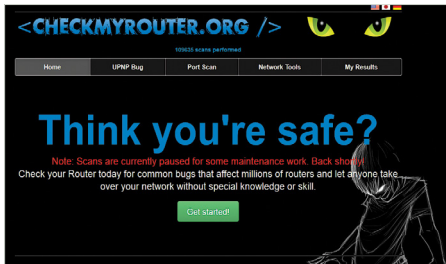 <CHECKMYROUTER.ORG />
scans performed
Home UPNP Bug Port Scan Network Tools My Results
Think you're safe?
Note: Scans are currently paused for some maintenance work. Back shortly
Check your Router today for common bugs that affect millions of routers and let anyone take
over your network without special knowledge or skill.
Get started!